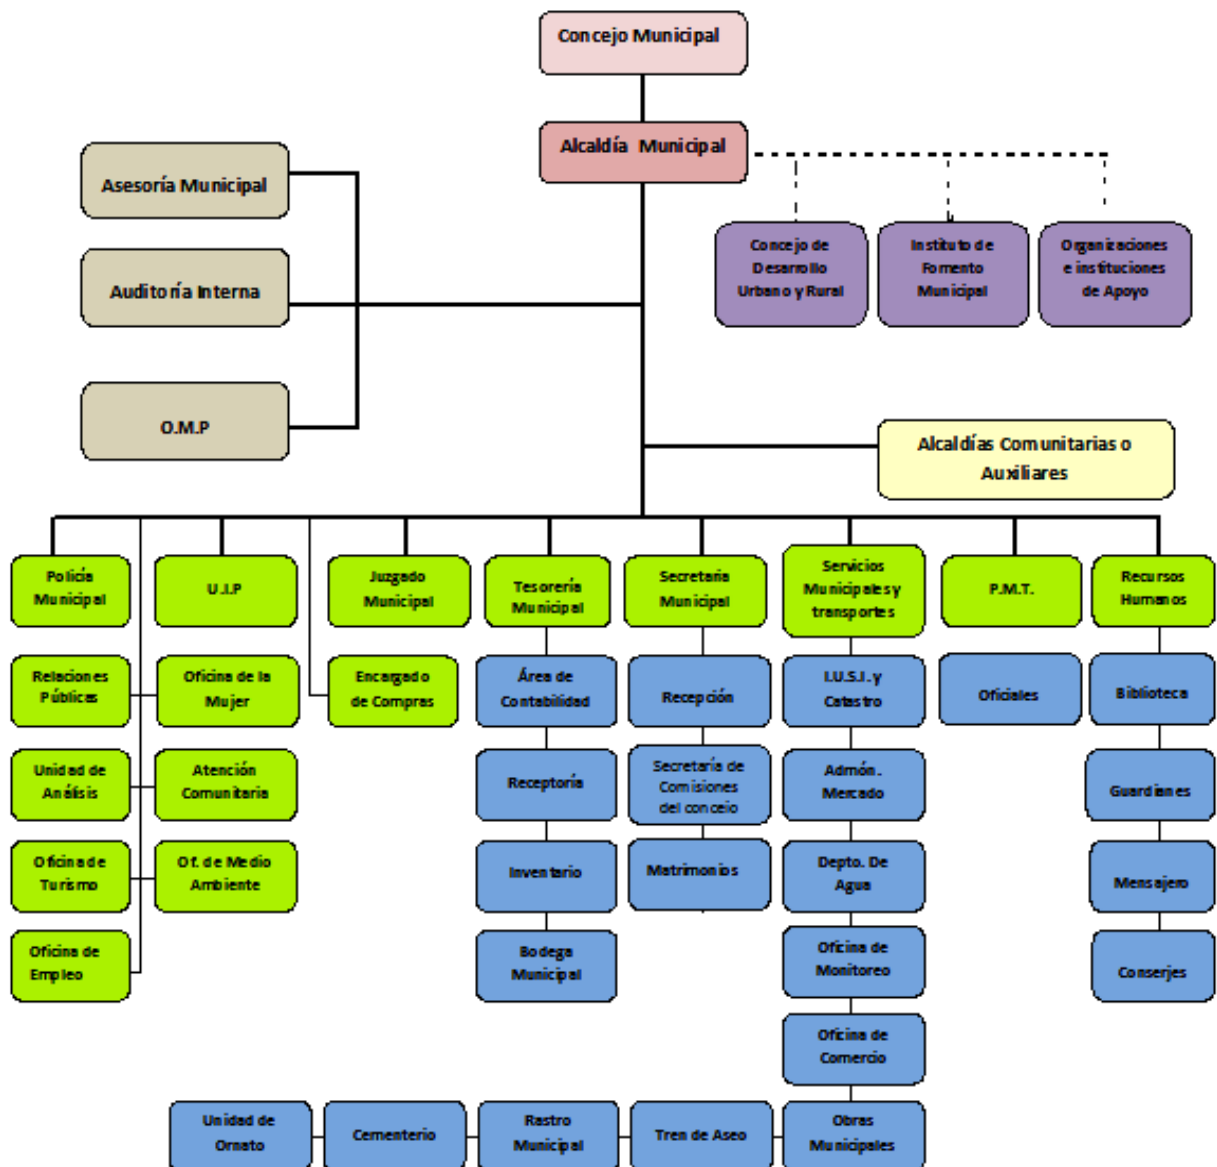 Concejo Municipal
Alcaldía Municipal
Asesoría Municipal
Auditoría Interna
O.M.P
Concejo de
Desarrollo
Urbano y Rural
Instituto de
Fomento
Municipal
Organizaciones
e instituciones
de Apoyo
Alcaldías Comunitarias o
Auxiliares
Policía
Municipal
U.I.P
Juzgado
Municipal
Tesorería
Municipal
Secretaría
Municipal
Servicios
Municipales y
transportes
P.M.T.
Recursos
Humanos
Relaciones
Públicas
Oficina de la
Mujer
Encargado
de Compras
Área de
Contabilidad
Recepción
I.U.S.I. y
Catastro
Oficiales
Biblioteca
Unidad de
Análisis
Atención
Comunitaria
Receptoría
Secretaría de
Comisiones
del concejo
Admón.
Mercado
Guardianes
Oficina de
Turismo
Of. de Medio
Ambiente
Inventario
Matrimonios
Depto. De
Agua
Mensajero
Oficina de
Empleo
Bodega
Municipal
Oficina de
Monitoreo
Conserjes
Oficina de
Comercio
Unidad de
Ornato
Cementerio
Rastro
Municipal
Tren de Aseo
Obras
Municipales